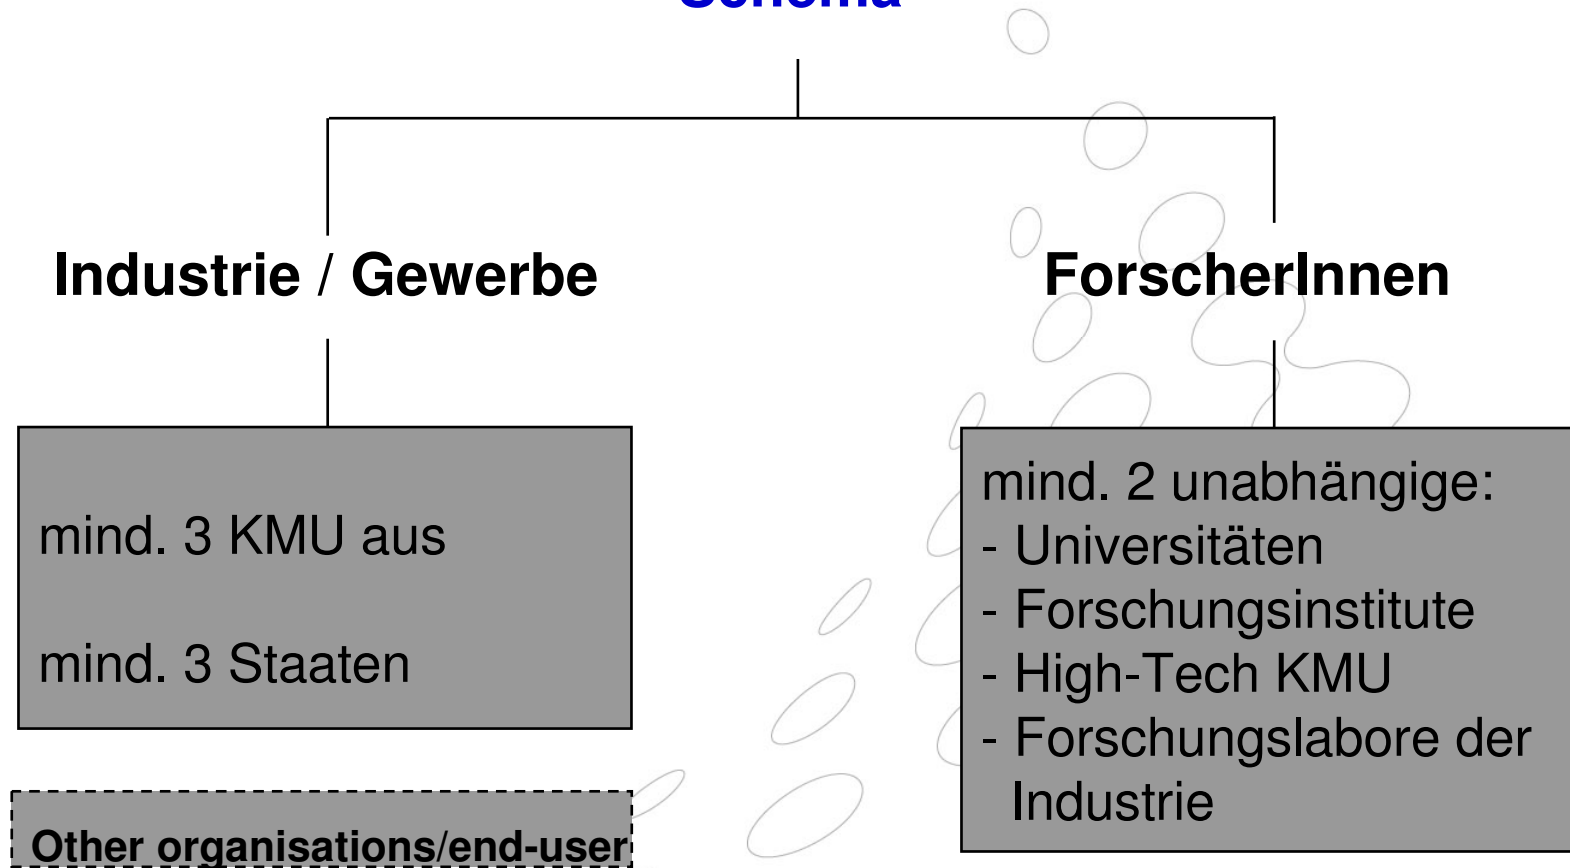 Schema
Industrie / Gewerbe
ForscherInnen
mind. 3 KMU aus
mind. 3 Staaten
mind. 2 unabhängige:
- Universitäten
- Forschungsinstitute
- High-Tech KMU
- Forschungslabore der
Industrie
Other organisations/end-user